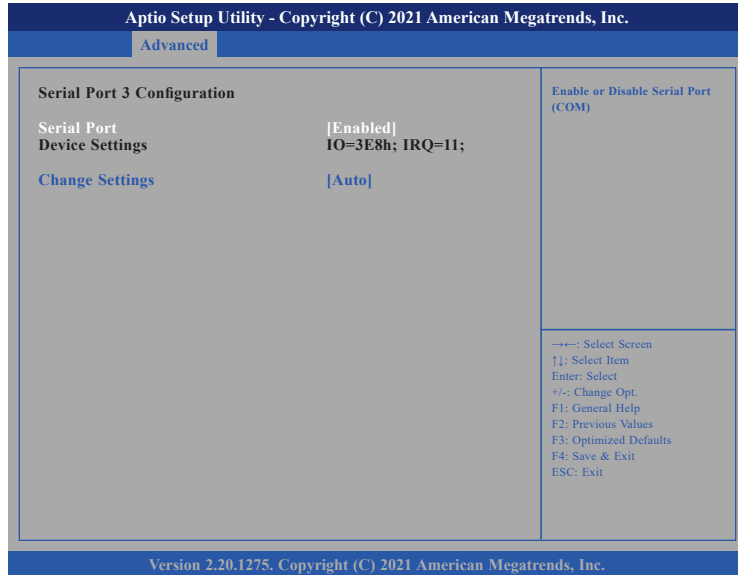 Aptio Setup Utility - Copyright (C) 2021 American Megatrends, Inc.
Advanced
Serial Port 3 Configuration
Serial Port [Enabled]
Device Settings IO=3E8h; IRQ=11;
Change Settings [Auto]
Enable or Disable Serial Port
(COM)
→←: Select Screen
↑↓: Select Item
Enter: Select
+/-: Change Opt.
F1: General Help
F2: Previous Values
F3: Optimized Defaults
F4: Save & Exit
ESC: Exit
Version 2.20.1275. Copyright (C) 2021 American Megatrends, Inc.